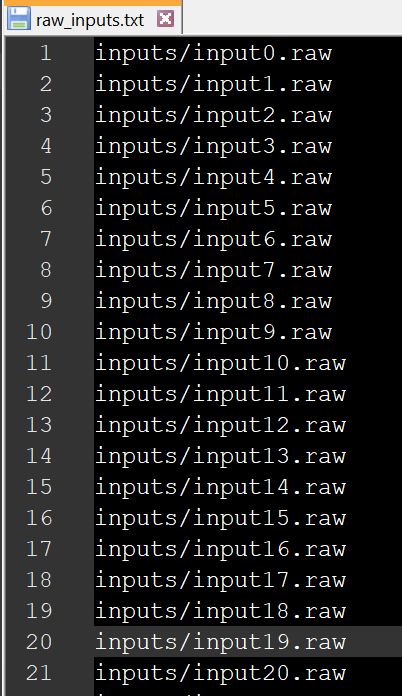 raw_inputs.txt
1 inputs/input0.raw
2 inputs/input1.raw
3 inputs/input2.raw
4 inputs/input3.raw
5 inputs/input4.raw
6 inputs/input5.raw
7 inputs/input6.raw
8 inputs/input7.raw
9 inputs/input8.raw
10 inputs/input9.raw
11 inputs/input10.raw
12 inputs/input11.raw
13 inputs/input12.raw
14 inputs/input13.raw
15 inputs/input14.raw
16 inputs/input15.raw
17 inputs/input16.raw
18 inputs/input17.raw
19 inputs/input18.raw
20 inputs/input19.raw
21 inputs/input20.raw